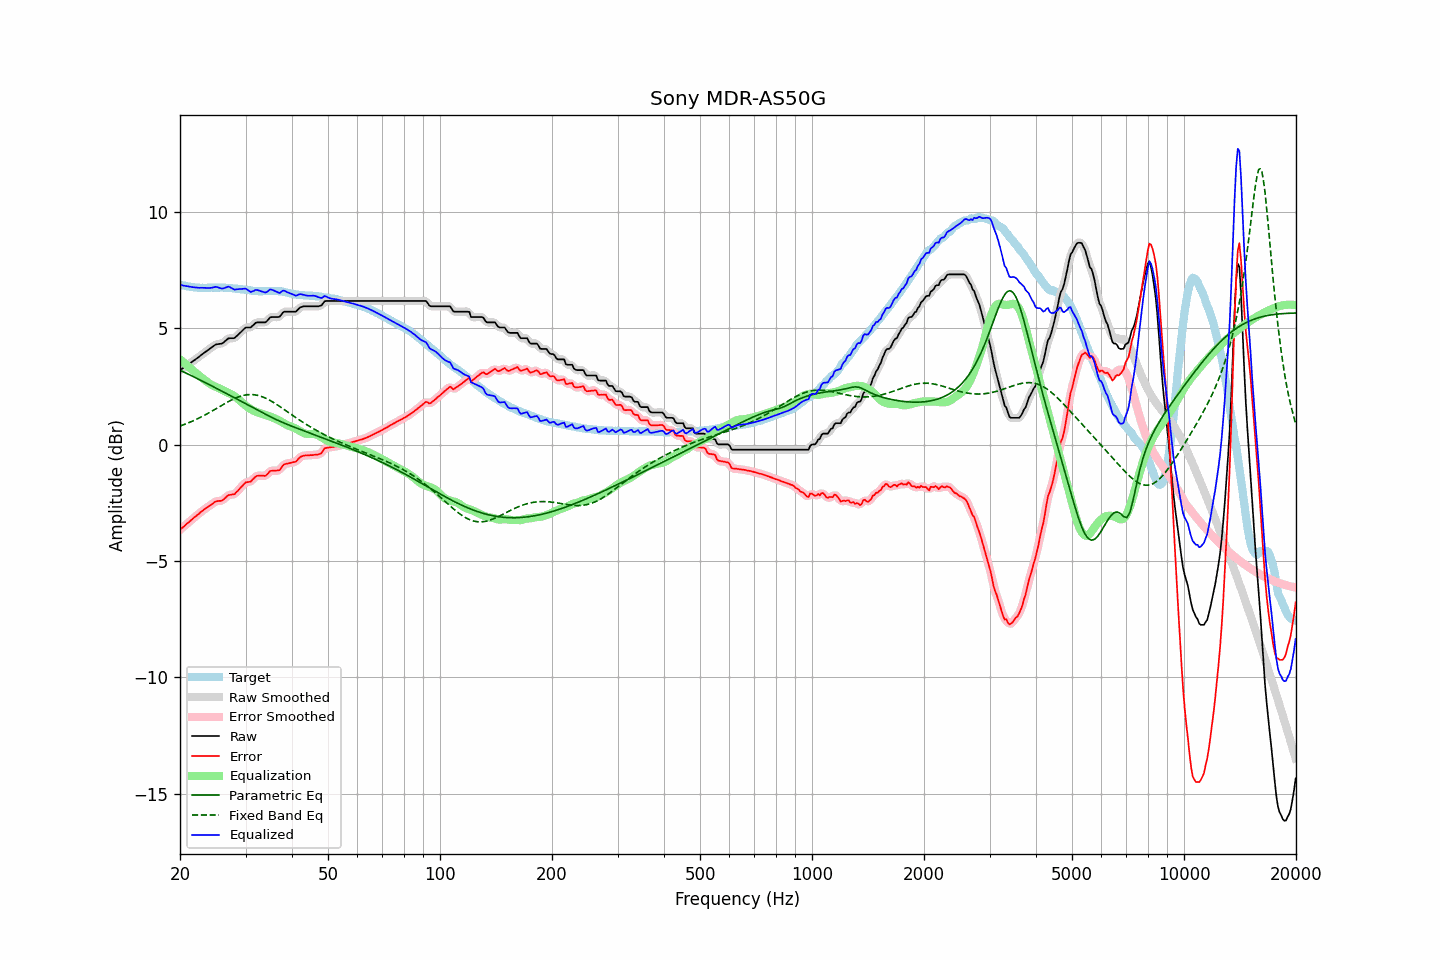 Sony MDR-AS50G
Amplitude (dBr)
10
5
0
−5
−10
−15
Target
Raw Smoothed
Error Smoothed
Raw
Error
Equalization
Parametric Eq
Fixed Band Eq
Equalized
20
50
100
200
500
1000
2000
5000
10000
20000
Frequency (Hz)